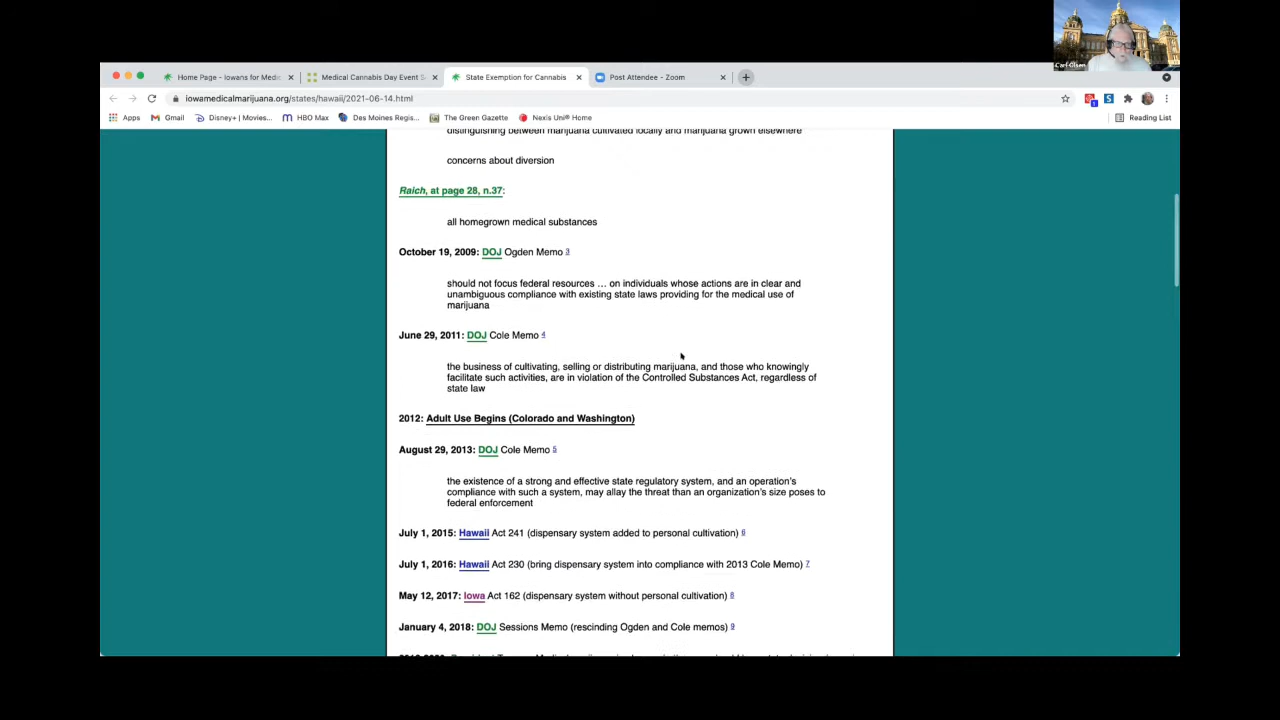 Carl Olsen
Home Page - Iowans for Medic
Medical Cannabis Day Event S
State Exemption for Cannabis
Post Attendee - Zoom
iowamedicalmarijuana.org/states/hawaii/2021-06-14.html
Apps
Gmail
Disney+ | Movies...
HBO Max
Des Moines Regis...
The Green Gazette
Nexis Uni® Home
Reading List
distinguishing between marijuana cultivated locally and marijuana grown elsewhere
concerns about diversion
Raich, at page 28, n.37:
all homegrown medical substances
October 19, 2009: DOJ Ogden Memo 3
should not focus federal resources ... on individuals whose actions are in clear and
unambiguous compliance with existing state laws providing for the medical use of
marijuana
June 29, 2011: DOJ Cole Memo 4
the business of cultivating, selling or distributing marijuana, and those who knowingly
facilitate such activities, are in violation of the Controlled Substances Act, regardless of
state law
2012: Adult Use Begins (Colorado and Washington)
August 29, 2013: DOJ Cole Memo 5
the existence of a strong and effective state regulatory system, and an operation's
compliance with such a system, may allay the threat than an organization's size poses to
federal enforcement
July 1, 2015: Hawaii Act 241 (dispensary system added to personal cultivation) 6
July 1, 2016: Hawaii Act 230 (bring dispensary system into compliance with 2013 Cole Memo) 7
May 12, 2017: Iowa Act 162 (dispensary system without personal cultivation) 8
January 4, 2018: DOJ Sessions Memo (rescinding Ogden and Cole memos) 9